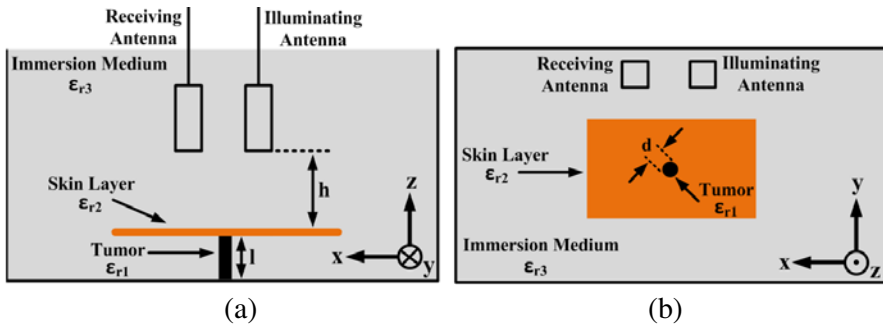 Receiving
Antenna
Illuminating
Antenna
Immersion Medium
εr3
h
Skin Layer
εr2
Tumor
εr1
l
z
x
y
(a)
Receiving
Antenna
Illuminating
Antenna
d
Skin Layer
εr2
Tumor
εr1
Immersion Medium
εr3
y
x
z
(b)